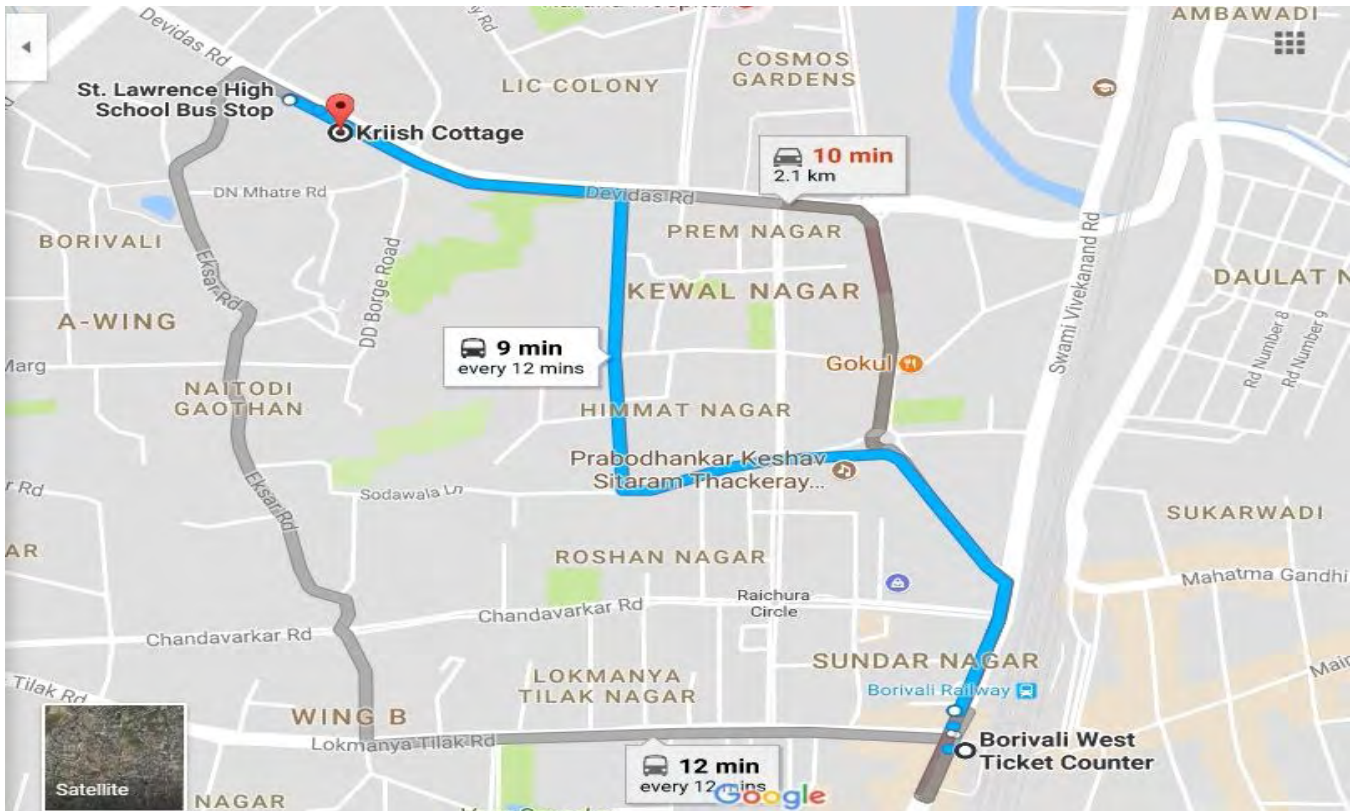 AMBAWADI
Devidas Rd
COSMOS
GARDENS
LIC COLONY
St. Lawrence High
School Bus Stop
Kriish Cottage
10 min
2.1 km
DN Mhatre Rd
Devidas Rd
PREM NAGAR
BORIVALI
Swami Vivekanand Rd
Eksar Rd
DD Borge Road
KEWAL NAGAR
DAULAT N
A-WING
9 min
every 12 mins
Rd Number 8
Rd Number 9
Marg
Gokul
NAITODI
GAOTHAN
HIMMAT NAGAR
Prabodhankar Keshav
Sitaram Thackeray...
r Rd
Sodawala Ln
Eksar Rd
SUKARWADI
AR
ROSHAN NAGAR
Mahatma Gandhi
Raichura
Circle
Chandavarkar Rd
Chandavarkar Rd
SUNDAR NAGAR
LOKMANYA
TILAK NAGAR
Borivali Railway
Tilak Rd
WING B
Lokmanya Tilak Rd
Borivali West
Ticket Counter
12 min
every 12 mins
Google
Satellite
NAGAR